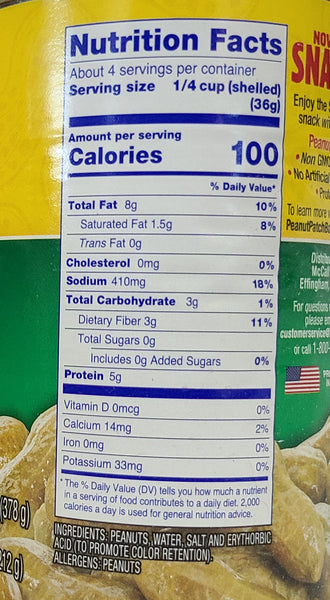 Nutrition Facts
About 4 servings per container
Serving size 1/4 cup (shelled)
(36g)
Amount per serving
Calories 100
% Daily Value*
Total Fat 8g 10%
Saturated Fat 1.5g 8%
Trans Fat 0g
Cholesterol 0mg 0%
Sodium 410mg 18%
Total Carbohydrate 3g 1%
Dietary Fiber 3g 11%
Total Sugars 0g
Includes 0g Added Sugars 0%
Protein 5g
Vitamin D 0mcg 0%
Calcium 14mg 2%
Iron 0mg 0%
Potassium 33mg 0%
*The % Daily Value (DV) tells you how much a nutrient
in a serving of food contributes to a daily diet. 2,000
calories a day is used for general nutrition advice.
INGREDIENTS: PEANUTS, WATER, SALT AND ERYTHORBIC
ACID (TO PROMOTE COLOR RETENTION).
ALLERGENS: PEANUTS
(378 g)
212 g)
NOW
SNA
Enjoy the
snack wi
• Non GMO
• No Artificial
To learn more
PeanutPatchBo
Distribu
McCal
Effingham,
For questions
please em
customerservice@
or call 1-800-